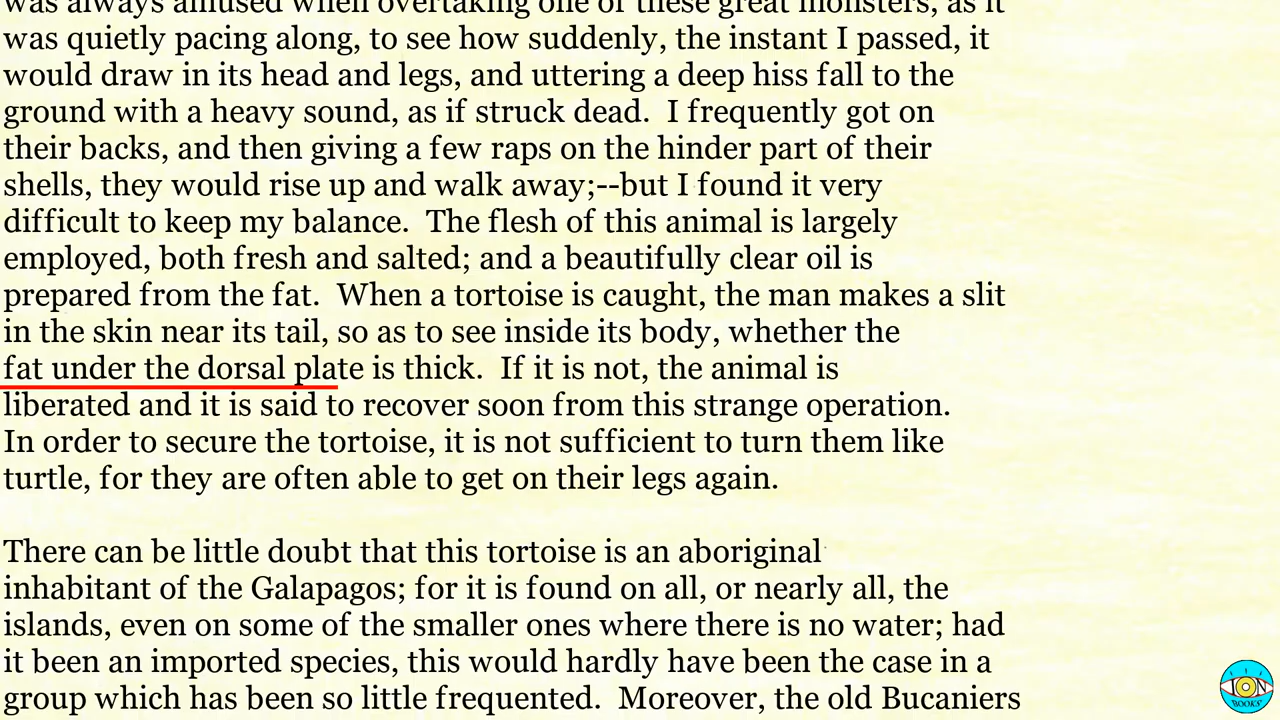 was always amused when overtaking one of these great monsters, as it
was quietly pacing along, to see how suddenly, the instant I passed, it
would draw in its head and legs, and uttering a deep hiss fall to the
ground with a heavy sound, as if struck dead.  I frequently got on
their backs, and then giving a few raps on the hinder part of their
shells, they would rise up and walk away;--but I found it very
difficult to keep my balance.  The flesh of this animal is largely
employed, both fresh and salted; and a beautifully clear oil is
prepared from the fat.  When a tortoise is caught, the man makes a slit
in the skin near its tail, so as to see inside its body, whether the
fat under the dorsal plate is thick.  If it is not, the animal is
liberated and it is said to recover soon from this strange operation.
In order to secure the tortoise, it is not sufficient to turn them like
turtle, for they are often able to get on their legs again.
There can be little doubt that this tortoise is an aboriginal
inhabitant of the Galapagos; for it is found on all, or nearly all, the
islands, even on some of the smaller ones where there is no water; had
it been an imported species, this would hardly have been the case in a
group which has been so little frequented.  Moreover, the old Bucaniers
ION
BOOKS